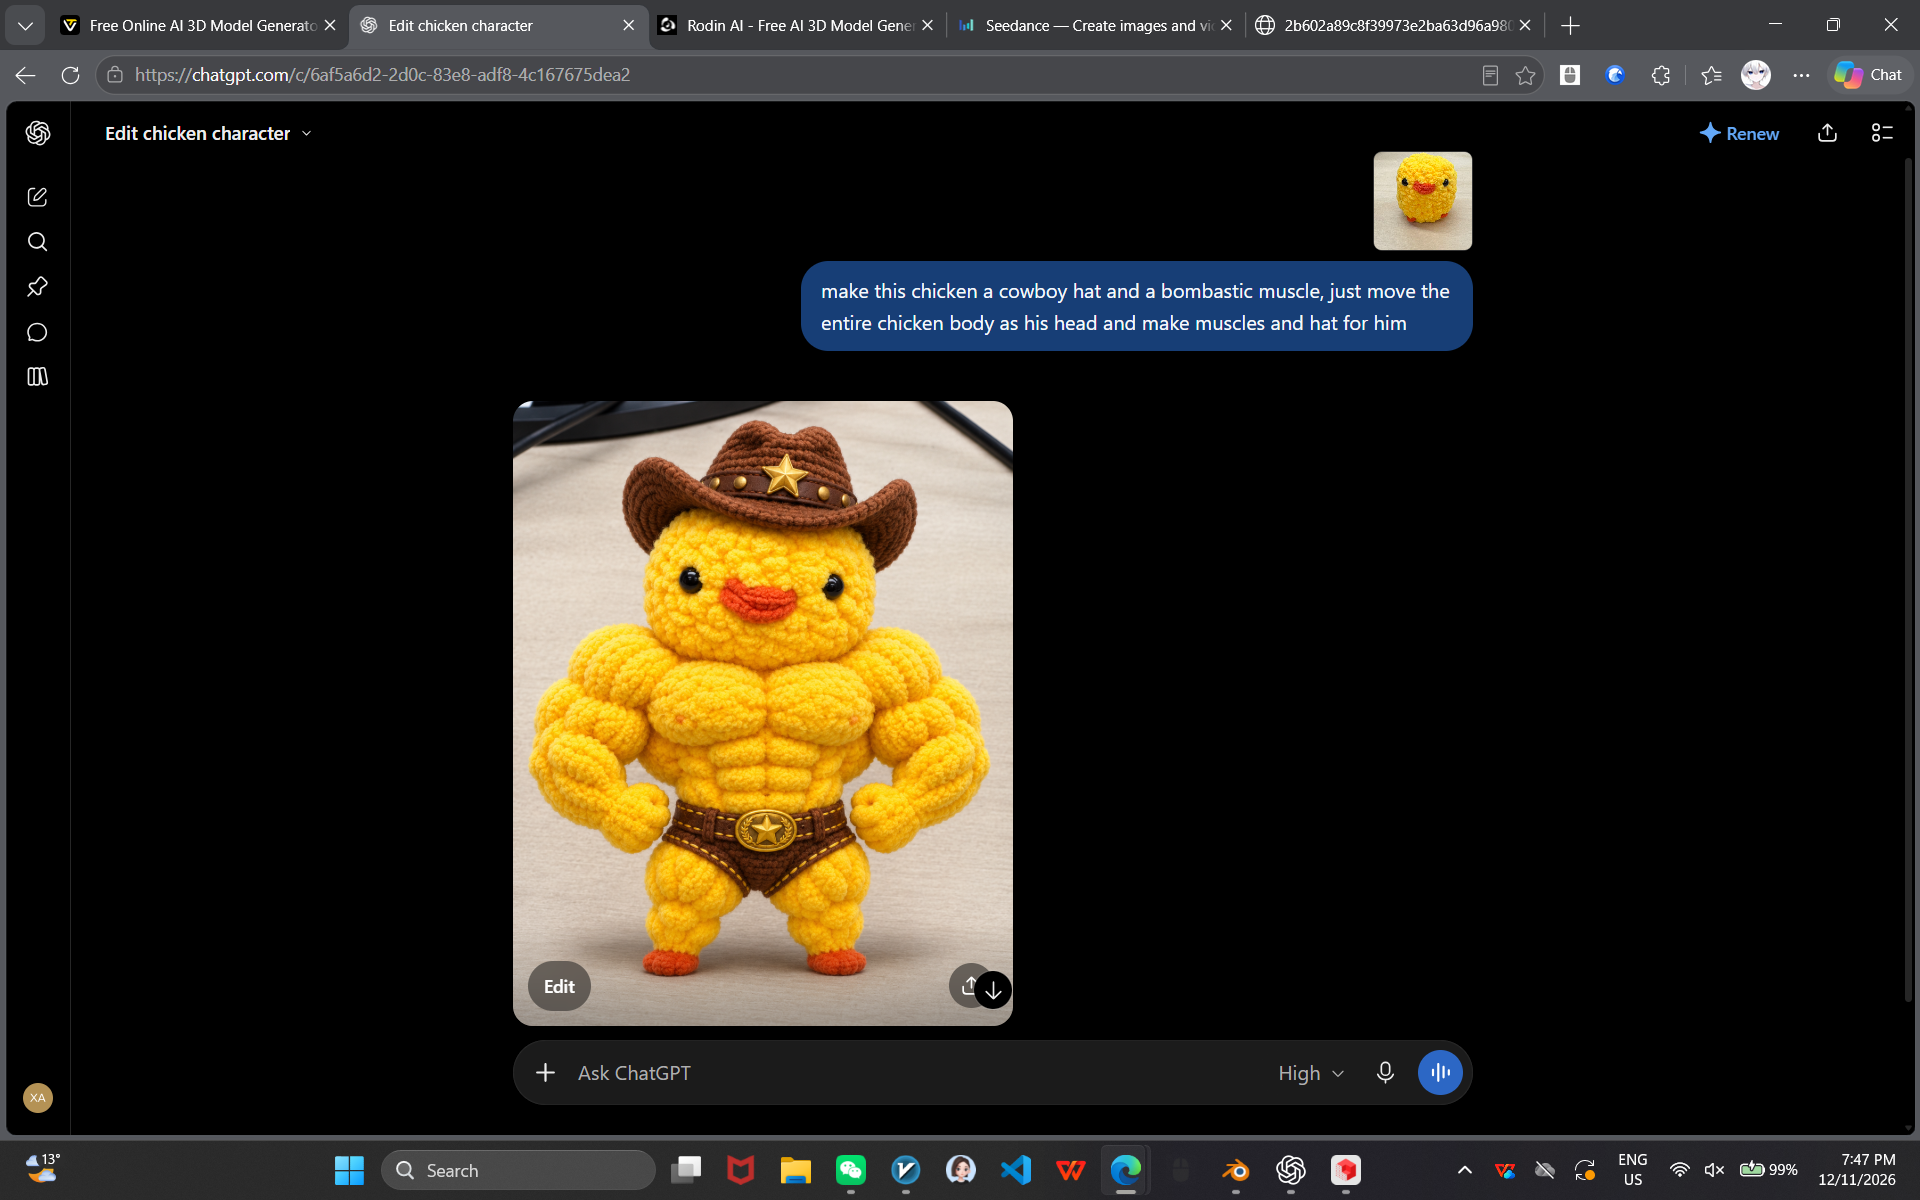 Free Online AI 3D Model Generato
Edit chicken character
Rodin AI - Free AI 3D Model Gener
Seedance — Create images and vi
2b602a89c8f39973e2ba63d96a980
https://chatgpt.com/c/6af5a6d2-2d0c-83e8-adf8-4c167675dea2
Chat
Edit chicken character
Renew
make this chicken a cowboy hat and a bombastic muscle, just move the
entire chicken body as his head and make muscles and hat for him
Edit
Ask ChatGPT
High
XA
13°
Search
ENG
US
99%
7:47 PM
12/11/2026